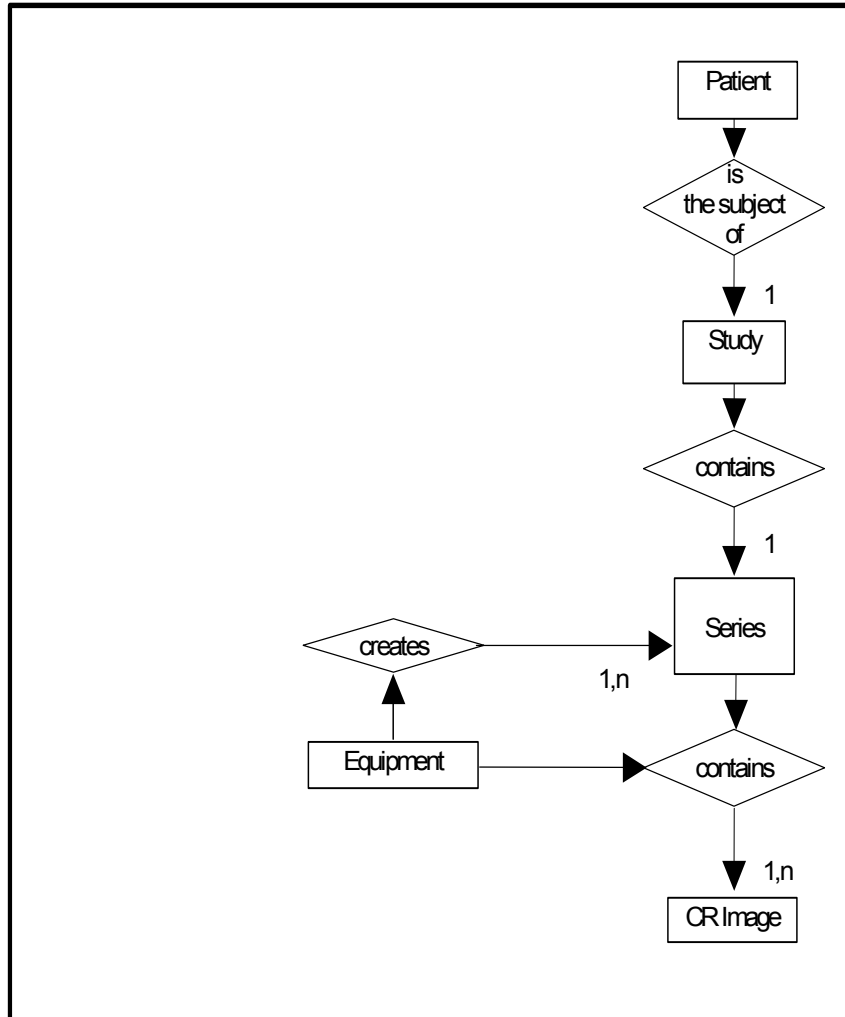 Patient
is
the subject
of
1
Study
contains
1
Series
creates
1,n
Equipment
contains
1,n
CR Image